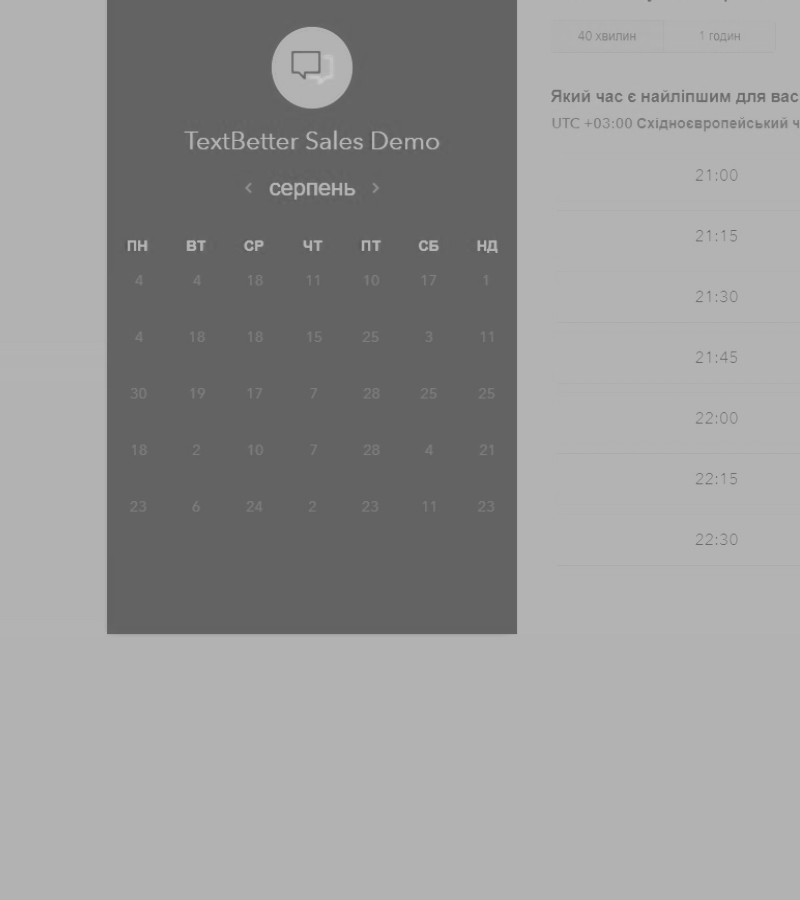 TextBetter Sales Demo
серпень
ПН ВТ СР ЧТ ПТ СБ НД
4 4 18 11 10 17 1
4 18 18 15 25 3 11
30 19 17 7 28 25 25
18 2 10 7 28 4 21
23 6 24 2 23 11 23
40 хвилин 1 годин
Який час є найліпшим для вас
UTC +03:00 Східноєвропейський ч
21:00
21:15
21:30
21:45
22:00
22:15
22:30